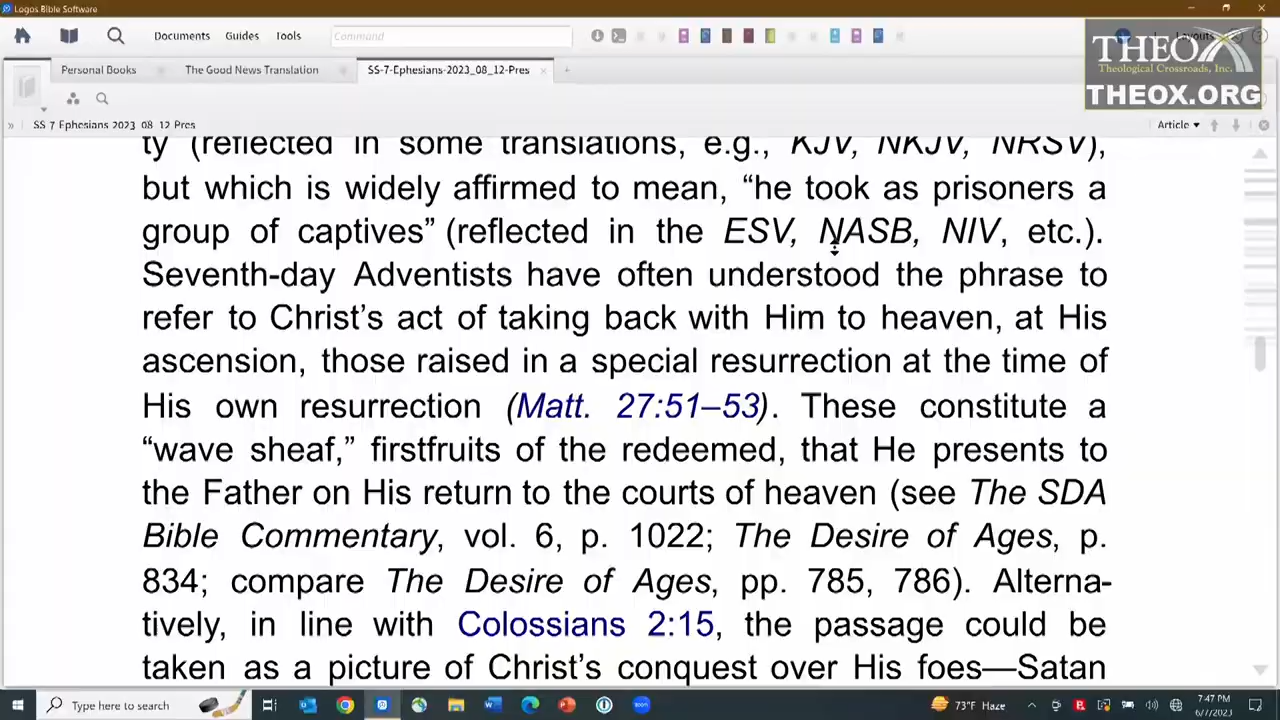 Logos Bible Software
Documents Guides Tools Command Layouts
THEOX
Theological Crossroads, Inc.
THEOX.ORG
Personal Books The Good News Translation SS-7-Ephesians-2023_08_12-Pres
SS-7-Ephesians-2023_08_12-Pres Article
ty (reflected in some translations, e.g., KJV, NKJV, NRSV),
but which is widely affirmed to mean, “he took as prisoners a
group of captives” (reflected in the ESV, NASB, NIV, etc.).
Seventh-day Adventists have often understood the phrase to
refer to Christ’s act of taking back with Him to heaven, at His
ascension, those raised in a special resurrection at the time of
His own resurrection (Matt. 27:51–53). These constitute a
“wave sheaf,” firstfruits of the redeemed, that He presents to
the Father on His return to the courts of heaven (see The SDA
Bible Commentary, vol. 6, p. 1022; The Desire of Ages, p.
834; compare The Desire of Ages, pp. 785, 786). Alterna-
tively, in line with Colossians 2:15, the passage could be
taken as a picture of Christ’s conquest over His foes—Satan
Type here to search
73°F Haze
7:47 PM
6/7/2023